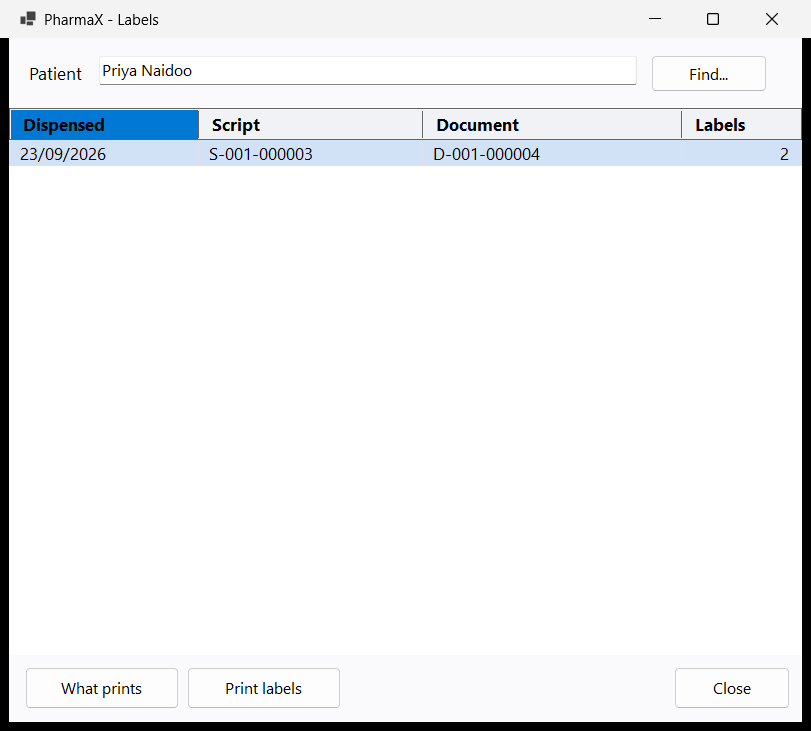 PharmaX - Labels
Patient Priya Naidoo Find...
Dispensed Script Document Labels
23/09/2026 S-001-000003 D-001-000004 2
What prints Print labels Close